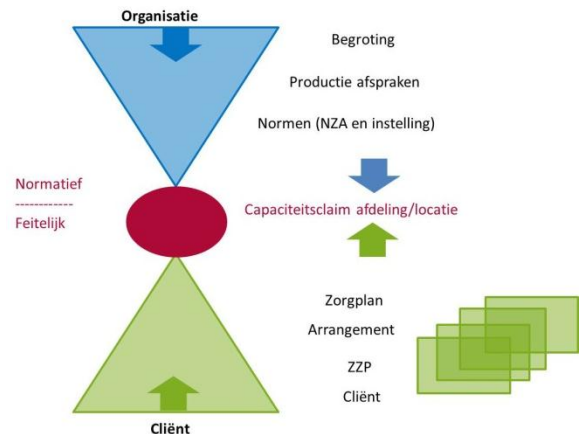 Organisatie
Begroting
Productie afspraken
Normen (NZA en instelling)
Normatief
------------
Feitelijk
Capaciteitsclaim afdeling/locatie
Zorgplan
Arrangement
ZZP
Cliënt
Cliënt